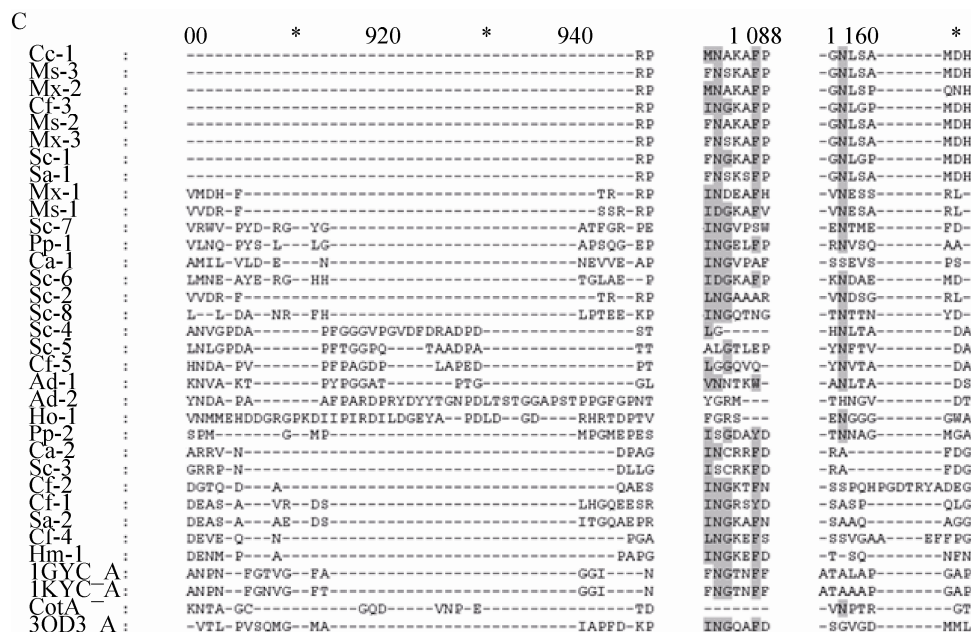 C
00 * 920 * 940 1 088 1 160 *
Cc-1 : ------------------------------------------------RP MNAKAFP -GNLSA-------MDH
Ms-3 : ------------------------------------------------RP FNSKAFP -GNLSA-------MDH
Mx-2 : ------------------------------------------------RP MNAKAFP -GNLSP-------QNH
Cf-3 : ------------------------------------------------RP INGKAFP -GNLGP-------MDH
Ms-2 : ------------------------------------------------RP FNAKAFP -GNLSA-------MDH
Mx-3 : ------------------------------------------------RP FNSKAFP -GNLSA-------MDH
Sc-1 : ------------------------------------------------RP FNGKAFP -GNLGP-------MDH
Sa-1 : ------------------------------------------------RP FNSKSFP -GNLSA-------MDH
Mx-1 : VMDH-F-------------------------------------TR--RP INDEAFH -VNESS-------RL-
Ms-1 : VVDR-F-------------------------------------SSR-RP IDGKAFV -VNESA-------RL-
Sc-7 : VRWV-PYD-RG--YG--------------------------ATFGR-PE INGVPSW -ENTME-------FD-
Pp-1 : VLNQ-PYS-L---LG--------------------------APSQG-EP INGELFP -RNVSQ-------AA-
Ca-1 : AMIL-VLD-E----N--------------------------NEVVE-AP INGVPAF -SSEVS-------PS-
Sc-6 : LMNE-AYE-RG--HH--------------------------TGLAE--P IDGKAFP -KNDAE-------MD-
Sc-2 : VVDR-F-------------------------------------TR--RP LNGAAAR -VNDSG-------RL-
Sc-8 : L--L-DA--NR--FH--------------------------LPTEE-KP INGQTNG -TNTTN-------YD-
Sc-4 : ANVGPDA-------PFGGGVPGVDFDRADPD----------------ST LG----- -HNLTA-------DA
Sc-5 : LNLGPDA-------PFTGGPQ----TAADPA----------------TT ALGTLEP -YNFTV-------DA
Cf-5 : HNDA-PV-------PFPAGDP-----LAPED----------------PT LGGQVQ- -YNVTA-------DA
Ad-1 : KNVA-KT-------PYPGGAT-------PTG----------------GL VNNTKW- -ANLTA-------DS
Ad-2 : YNDA-PA-------AFPARDPRYDYYTGNPDLTSTGGAPSTPPGFGPNT YGRM--- -THNGV-------DT
Ho-1 : VNMMEHDDGRGPKDIIPIRDILDGEYA--PDLD--GD----RHRTDPTV FGRS--- -ENGGG-------GWA
Pp-2 : SPM-------G--MP--------------------------MPGMEPES ISGDAYD -TNNAG-------MGA
Ca-2 : ARRV-N----------------------------------------DPAG INCRRFD -RA----------FDG
Sc-3 : GRRP-N----------------------------------------DLLG ISCRKFD -RA----------FDG
Cf-2 : DGTQ-D---A-----------------------------------QAES INGKTFN -SSPQHPGDTRYADEG
Cf-1 : DEAS-A---VR--DS--------------------------LHGQEESR INGRSYD -SASP--------QLG
Sa-2 : DEAS-A---AE--DS--------------------------ITGQAEPR INGKAFN -SAAQ--------AGG
Cf-4 : DEVE-Q---N------------------------------------PGA LNGKEFS -SSVGAA----EFFPG
Hm-1 : DENM-P---A-----------------------------------PAPG INGKEFD -T-SQ--------NFN
1GYC_A : ANPN--FGTVG--FA--------------------------GGI----N FNGTNFF ATALAP-------GAP
1KYC_A : ANPN--FGNVG--FT--------------------------GGI----N FNGTNFF ATAAAP-------GAP
CotA : KNTA-GC-----------GQD-----VNP-E----------------TD ------- -VNPTR-------GT
3OD3_A : -VTL-PVSQMG--MA--------------------------IAPFD-KP INGQAFD -SGVGD-------MML